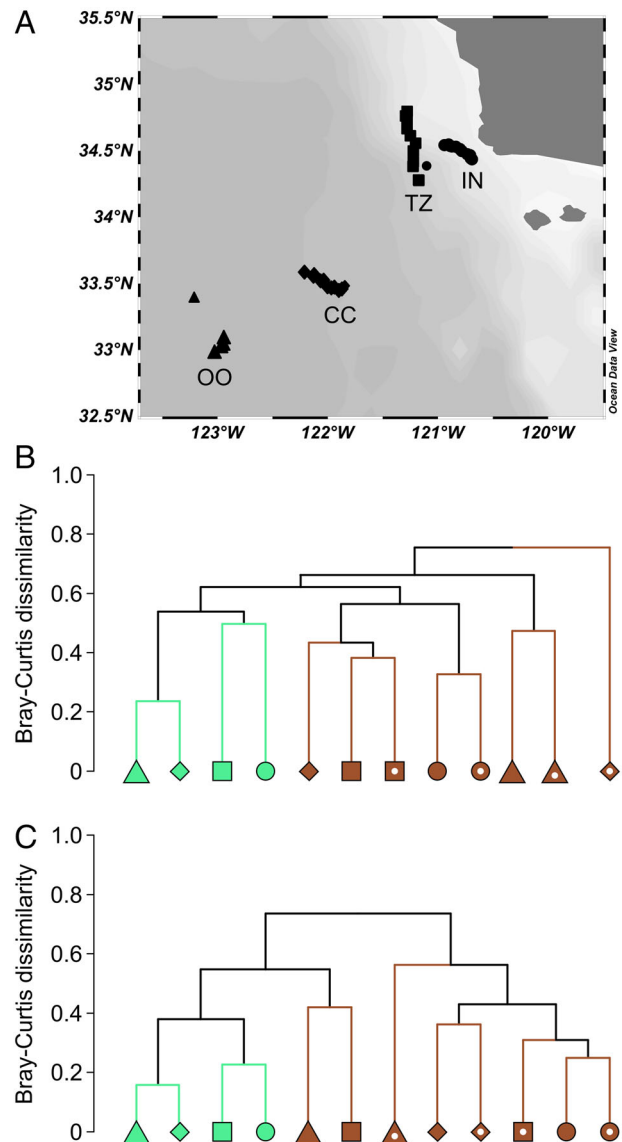 A
35.5°N
35°N
34.5°N
34°N
33.5°N
33°N
32.5°N
TZ
IN
CC
OO
Ocean Data View
123°W 122°W 121°W 120°W
B
Bray-Curtis dissimilarity
1.0
0.8
0.6
0.4
0.2
0
C
Bray-Curtis dissimilarity
1.0
0.8
0.6
0.4
0.2
0